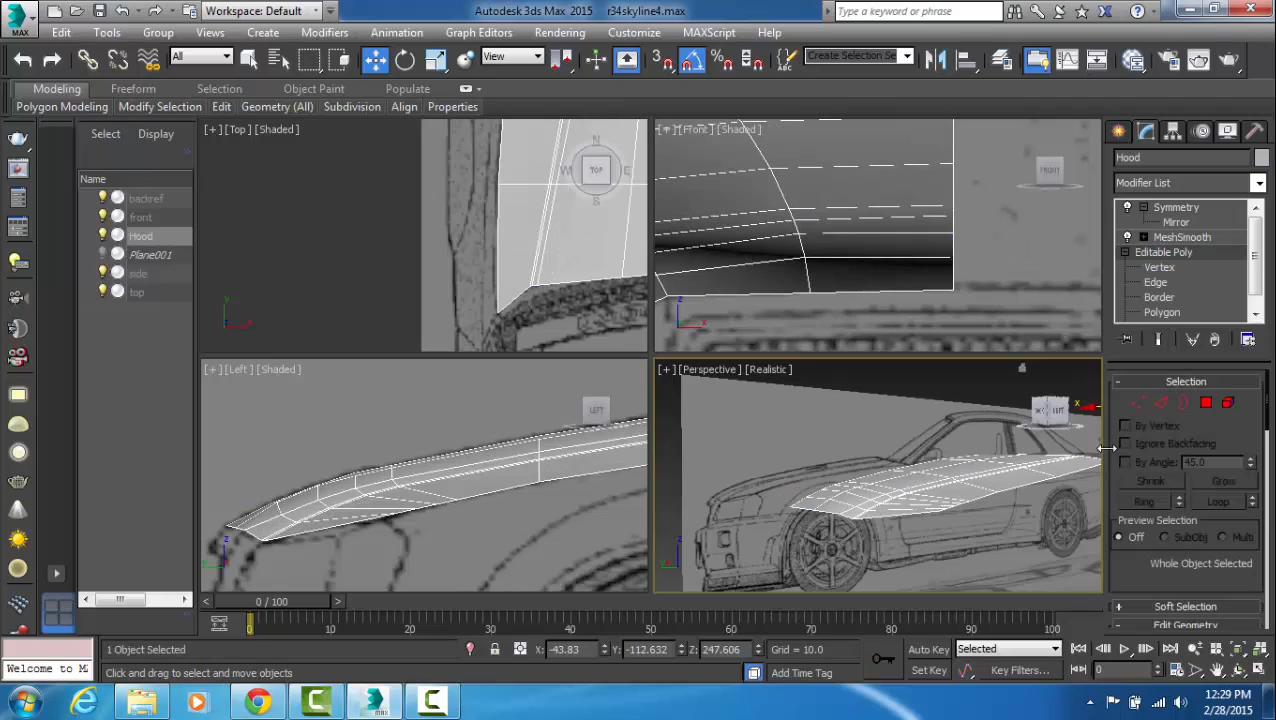 Workspace: Default
Autodesk 3ds Max 2015 r34skyline4.max
Type a keyword or phrase
MAX
Edit Tools Group Views Create Modifiers Animation Graph Editors Rendering Customize MAXScript Help
All View 3 Create Selection Se
Modeling Freeform Selection Object Paint Populate
Polygon Modeling Modify Selection Edit Geometry (All) Subdivision Align Properties
Select Display
Name
backref
front
Hood
Plane001
side
top
[+] [Top] [Shaded]
N
W TOP E
S
y
x
[Front] [Shaded]
FRONT
z
x
[+] [Left] [Shaded]
LEFT
z
y
[+] [Perspective] [Realistic]
LEFT
x
z
Hood
Modifier List
Symmetry
Mirror
MeshSmooth
Editable Poly
Vertex
Edge
Border
Polygon
Selection
By Vertex
Ignore Backfacing
By Angle: 45.0
Shrink Grow
Ring Loop
Preview Selection
Off SubObj Multi
Whole Object Selected
Soft Selection
Edit Geometry
0 / 100
0 10 20 30 40 50 60 70 80 90 100
1 Object Selected X: -43.83 Y: -112.632 Z: 247.606 Grid = 10.0 Auto Key Selected
Welcome to M Click and drag to select and move objects Add Time Tag Set Key Key Filters... 0
12:29 PM
2/28/2015